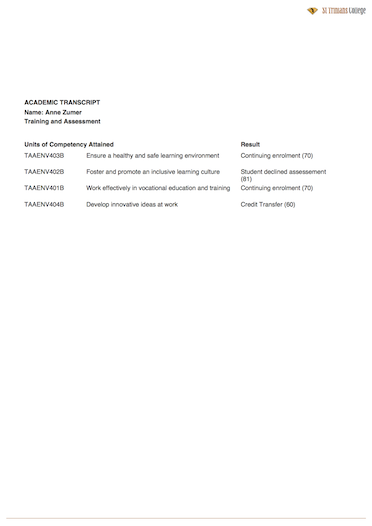 St Trinians College
ACADEMIC TRANSCRIPT
Name: Anne Zumer
Training and Assessment
Units of Competency Attained Result
TAAENV403B Ensure a healthy and safe learning environment Continuing enrolment (70)
TAAENV402B Foster and promote an inclusive learning culture Student declined assessement
(81)
TAAENV401B Work effectively in vocational education and training Continuing enrolment (70)
TAAENV404B Develop innovative ideas at work Credit Transfer (60)